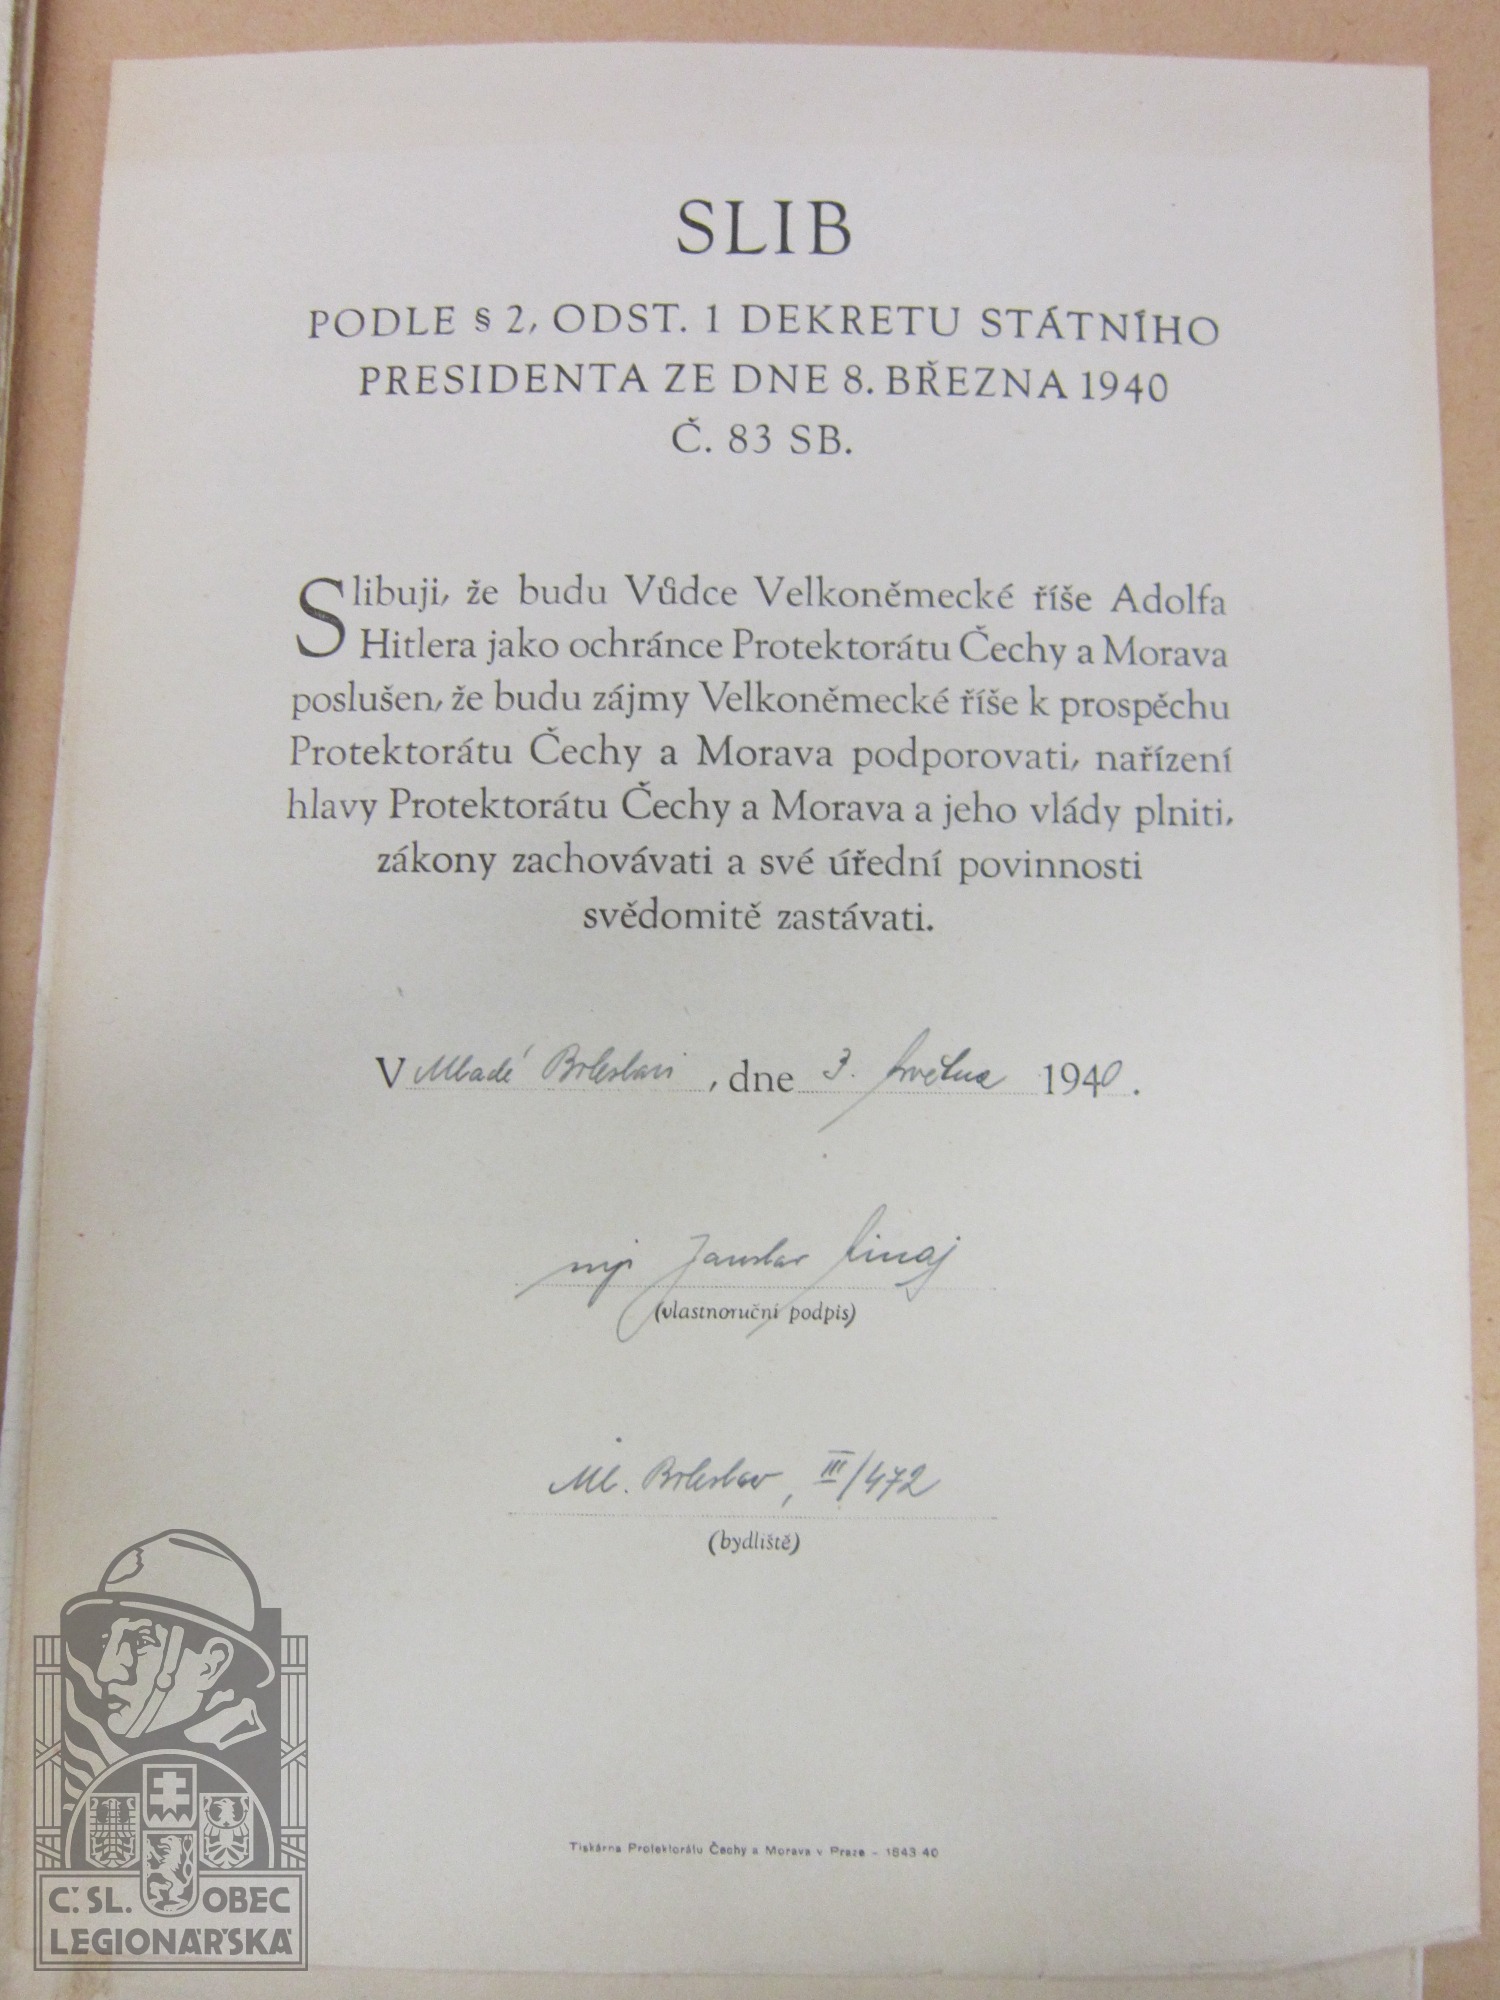 SLIB
PODLE § 2, ODST. 1 DEKRETU STÁTNÍHO
PRESIDENTA ZE DNE 8. BŘEZNA 1940
Č. 83 SB.
Slibuji, že budu Vůdce Velkoněmecké říše Adolfa
Hitlera jako ochránce Protektorátu Čechy a Morava
poslušen, že budu zájmy Velkoněmecké říše k prospěchu
Protektorátu Čechy a Morava podporovati, nařízení
hlavy Protektorátu Čechy a Morava a jeho vlády plniti,
zákony zachovávati a své úřední povinnosti
svědomitě zastávati.
V Mladé Boleslavi, dne 3. května 1940.
Jaroslav
(vlastnoruční podpis)
Ml. Boleslav, III/472
(bydliště)
Tiskárna Protektorátu Čechy a Morava v Praze – 1843 40
Č. SL. OBEC
LEGIONÁŘSKÁ